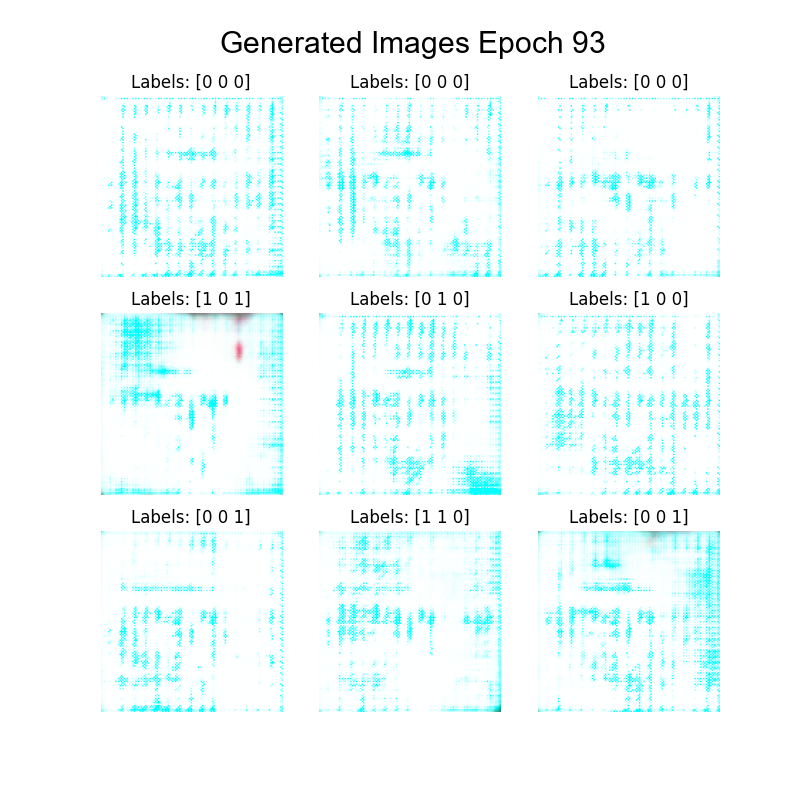 Generated Images Epoch 93
Labels: [0 0 0]
Labels: [0 0 0]
Labels: [0 0 0]
Labels: [1 0 1]
Labels: [0 1 0]
Labels: [1 0 0]
Labels: [0 0 1]
Labels: [1 1 0]
Labels: [0 0 1]